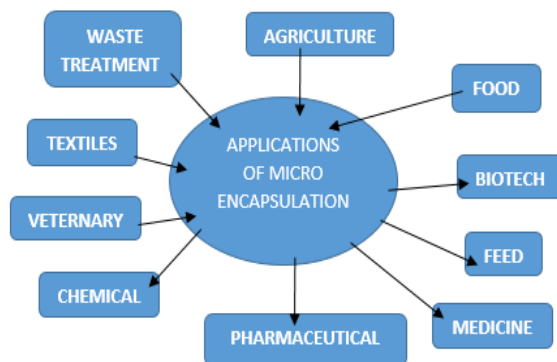 WASTE
TREATMENT
AGRICULTURE
FOOD
TEXTILES
APPLICATIONS
OF MICRO
ENCAPSULATION
BIOTECH
VETERNARY
FEED
CHEMICAL
PHARMACEUTICAL
MEDICINE